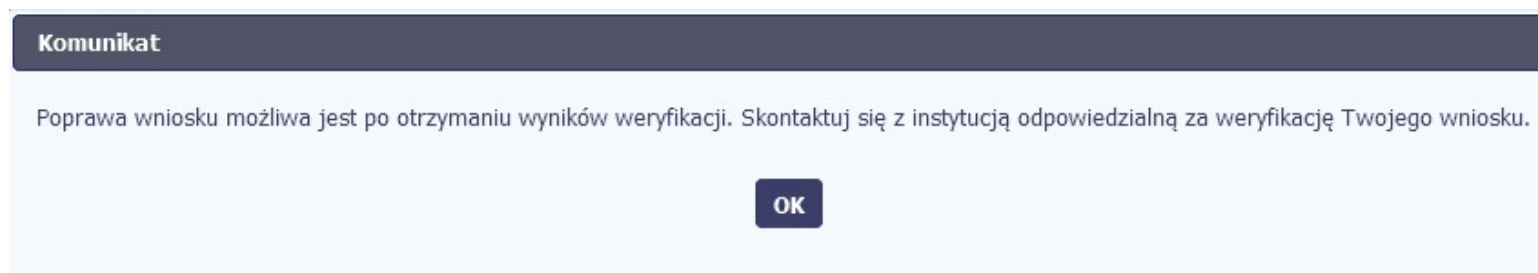 Komunikat
Poprawa wniosku możliwa jest po otrzymaniu wyników weryfikacji. Skontaktuj się z instytucją odpowiedzialną za weryfikację Twojego wniosku.
OK